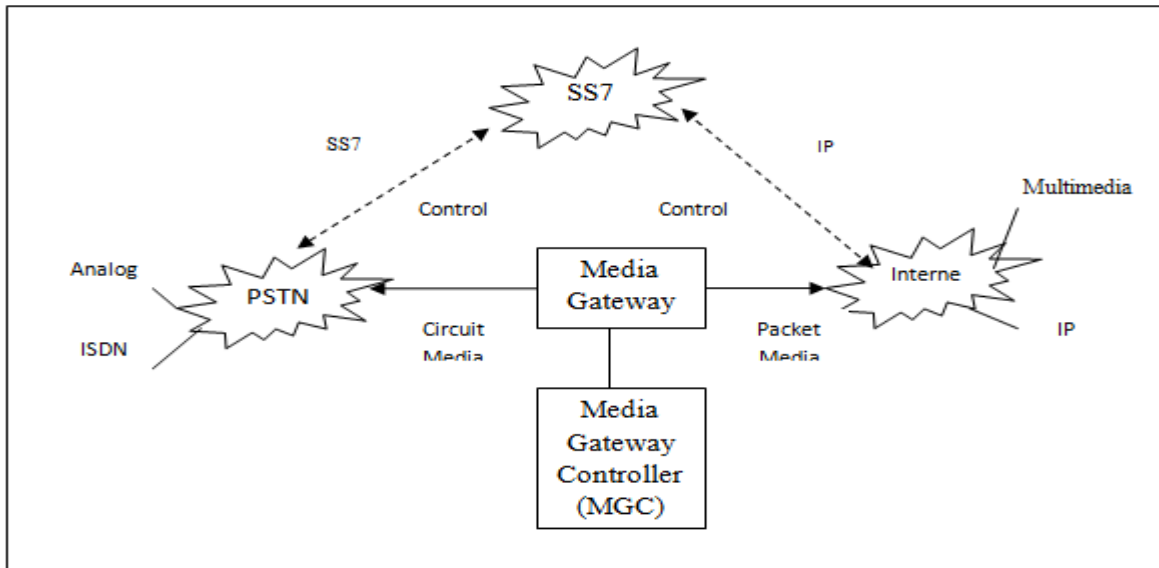 SS7
SS7
IP
Multimedia
Control
Control
Analog
PSTN
Media
Gateway
Interne
ISDN
Circuit
Media
Packet
Media
IP
Media
Gateway
Controller
(MGC)